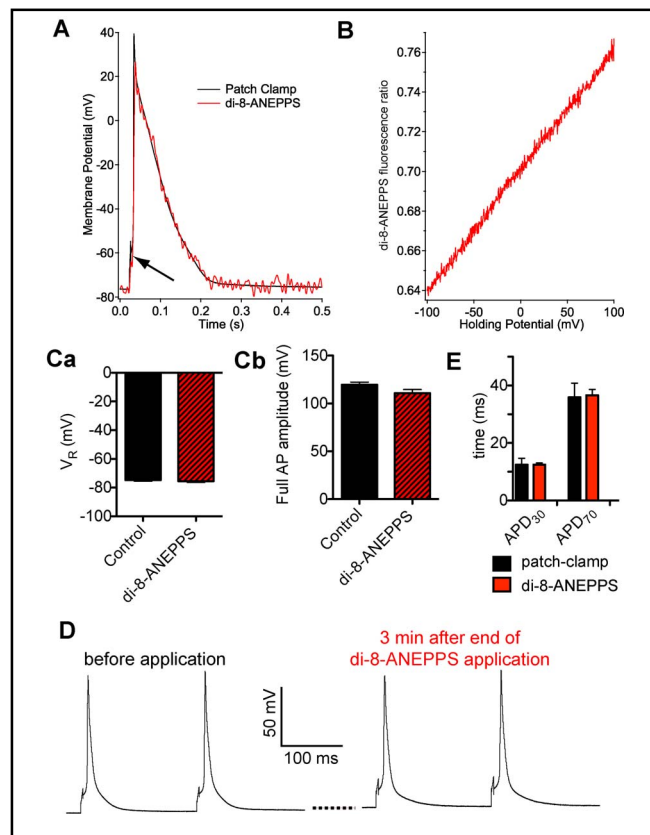 A
Membrane Potential (mV)
40
20
0
-20
-40
-60
-80
Patch Clamp
di-8-ANEPPS
0.0 0.1 0.2 0.3 0.4 0.5
Time (s)
B
di-8-ANEPPS fluorescence ratio
0.76
0.74
0.72
0.70
0.68
0.66
0.64
-100 -50 0 50 100
Holding Potential (mV)
Ca
V_R (mV)
0
-20
-40
-60
-80
-100
Control
di-8-ANEPPS
Cb
Full AP amplitude (mV)
150
100
50
0
Control
di-8-ANEPPS
E
time (ms)
40
20
0
APD30
APD70
patch-clamp
di-8-ANEPPS
D
before application
50 mV
100 ms
3 min after end of
di-8-ANEPPS application